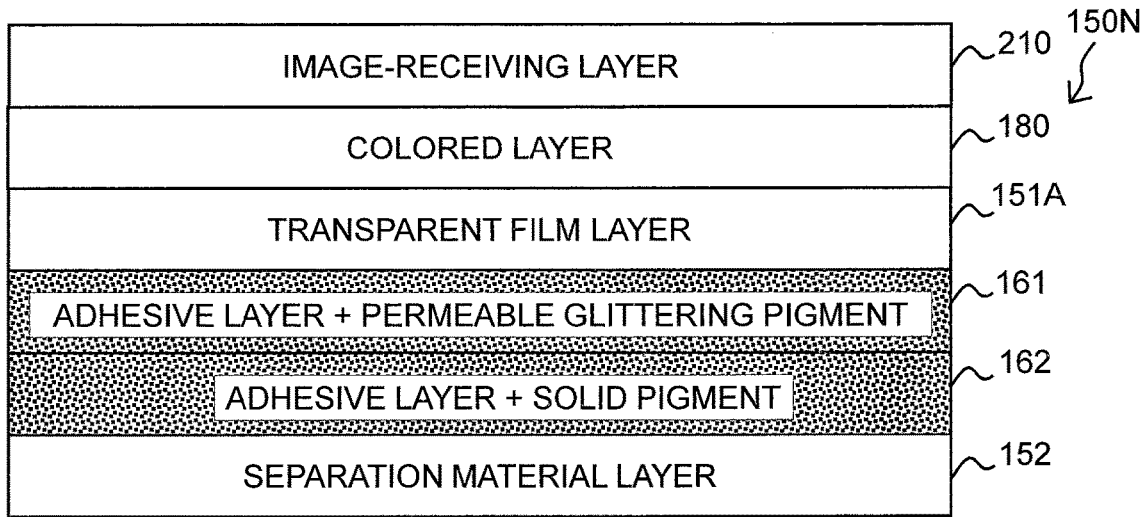 150N
IMAGE-RECEIVING LAYER 210
COLORED LAYER 180
TRANSPARENT FILM LAYER 151A
ADHESIVE LAYER + PERMEABLE GLITTERING PIGMENT 161
ADHESIVE LAYER + SOLID PIGMENT 162
SEPARATION MATERIAL LAYER 152